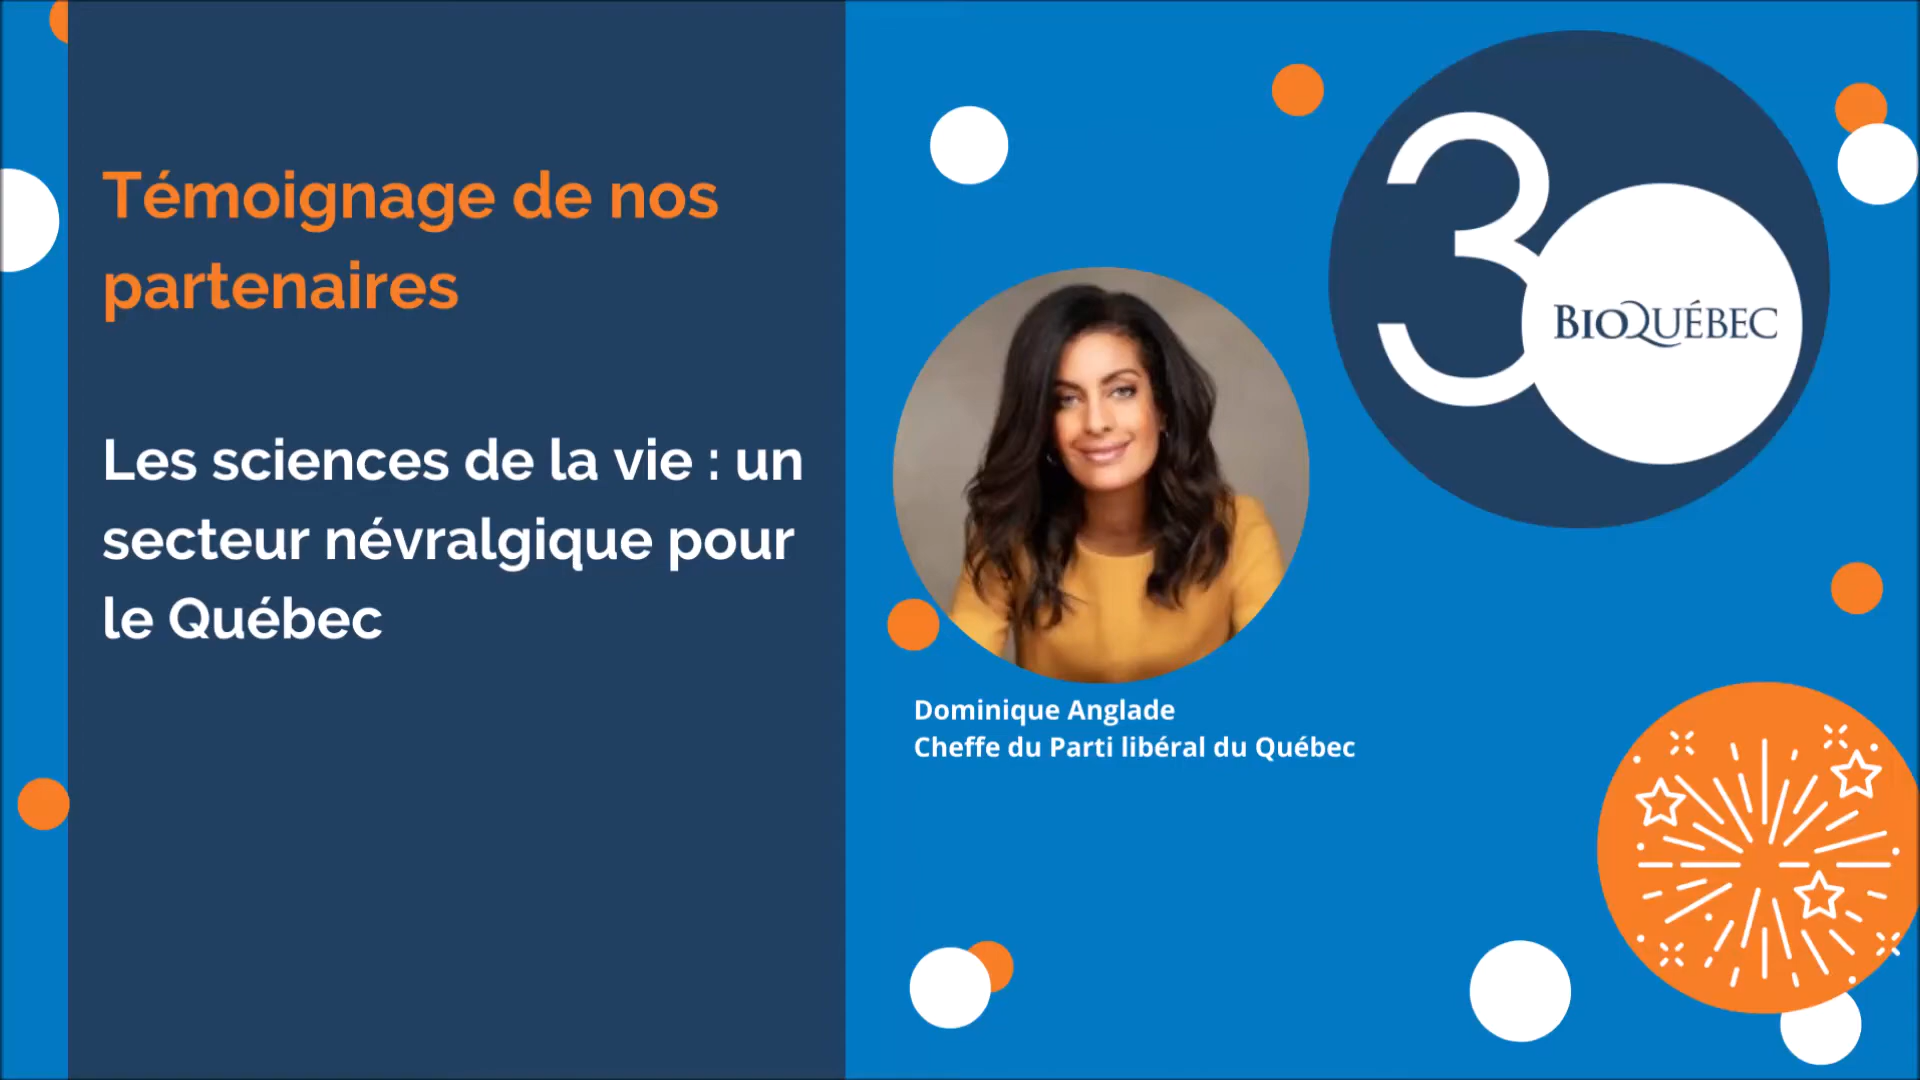 Témoignage de nos
partenaires
Les sciences de la vie : un
secteur névralgique pour
le Québec
30
BIOQUÉBEC
Dominique Anglade
Cheffe du Parti libéral du Québec